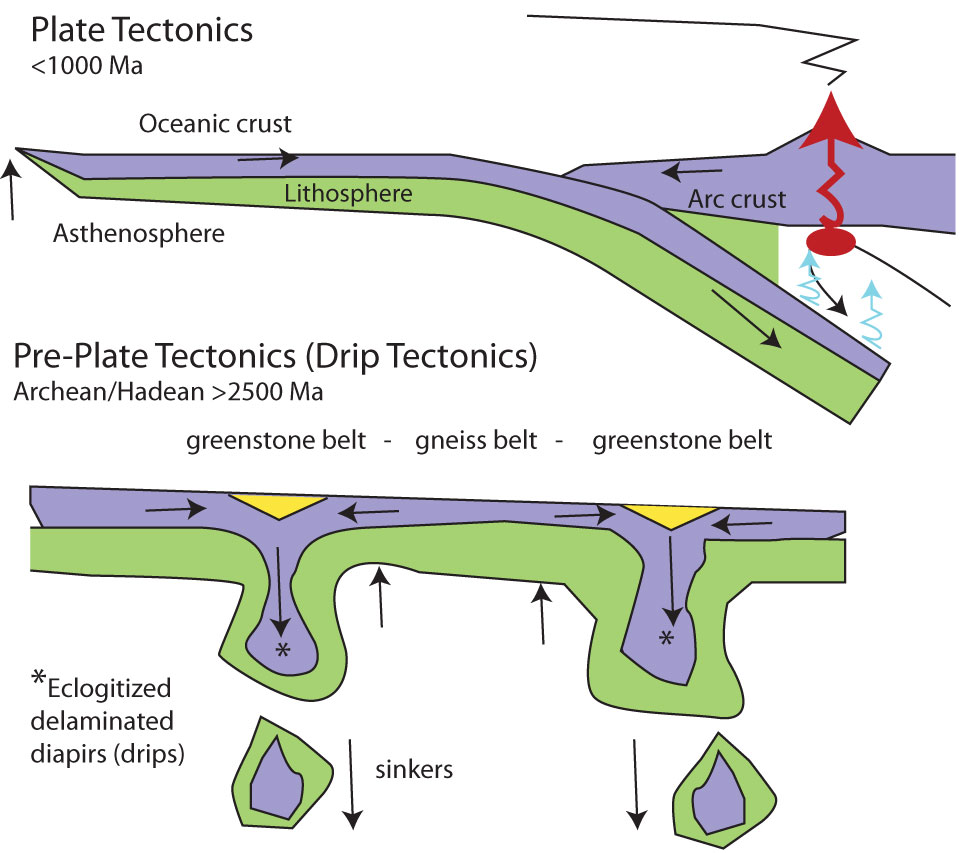 Plate Tectonics
<1000 Ma
Oceanic crust
Lithosphere
Arc crust
Asthenosphere
Pre-Plate Tectonics (Drip Tectonics)
Archean/Hadean >2500 Ma
greenstone belt - gneiss belt - greenstone belt
*
*
*Eclogitized
delaminated
diapirs (drips)
sinkers